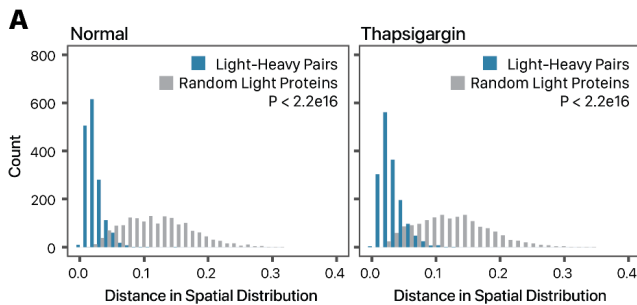 A
Normal
Thapsigargin
Light-Heavy Pairs
Random Light Proteins
P < 2.2e16
Light-Heavy Pairs
Random Light Proteins
P < 2.2e16
Count
800
600
400
200
0
0.0 0.1 0.2 0.3 0.4
0.0 0.1 0.2 0.3 0.4
Distance in Spatial Distribution
Distance in Spatial Distribution